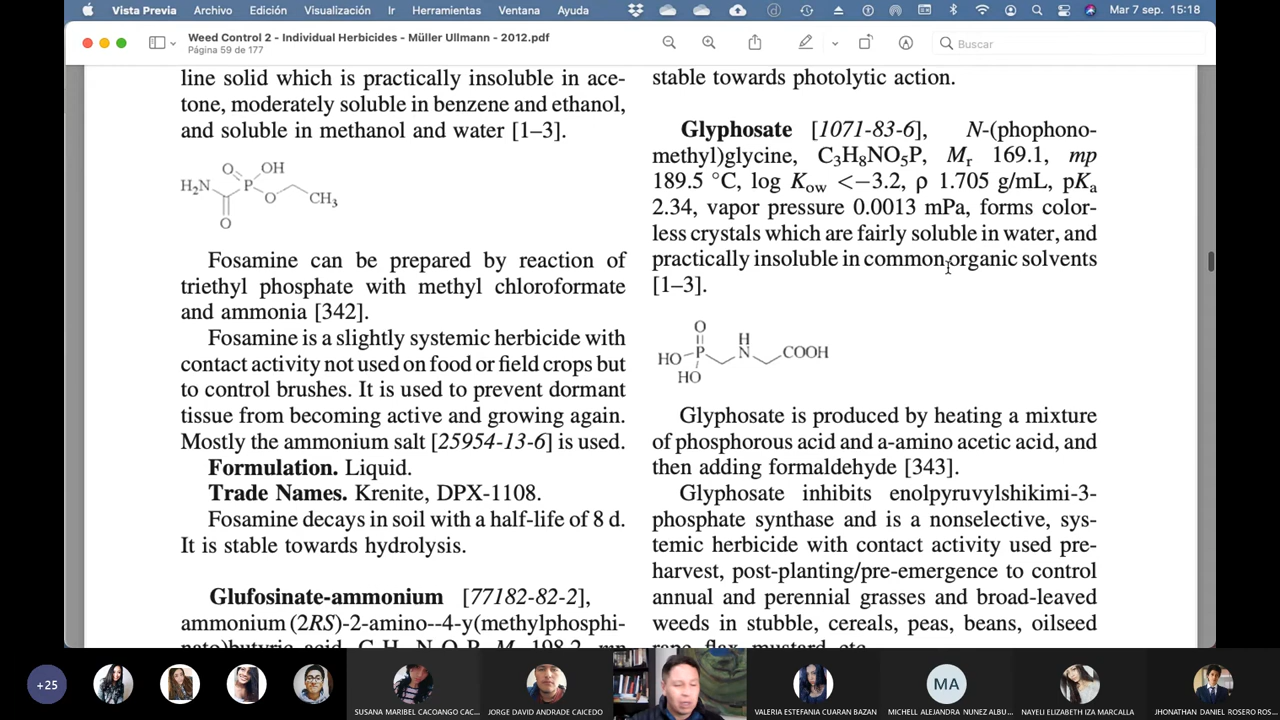 Vista Previa Archivo Edición Visualización Ir Herramientas Ventana Ayuda Mar 7 sep. 15:18
Weed Control 2 - Individual Herbicides - Müller Ullmann - 2012.pdf
Página 59 de 177
Buscar
line solid which is practically insoluble in ace-
tone, moderately soluble in benzene and ethanol,
and soluble in methanol and water [1–3].
O OH
H₂N P
O CH₃
O
Fosamine can be prepared by reaction of
triethyl phosphate with methyl chloroformate
and ammonia [342].
Fosamine is a slightly systemic herbicide with
contact activity not used on food or field crops but
to control brushes. It is used to prevent dormant
tissue from becoming active and growing again.
Mostly the ammonium salt [25954-13-6] is used.
Formulation. Liquid.
Trade Names. Krenite, DPX-1108.
Fosamine decays in soil with a half-life of 8 d.
It is stable towards hydrolysis.
Glufosinate-ammonium [77182-82-2],
ammonium (2RS)-2-amino--4-y(methylphosphi-
stable towards photolytic action.
Glyphosate [1071-83-6], N-(phophono-
methyl)glycine, C₃H₈NO₅P, Mr 169.1, mp
189.5 °C, log Kow <−3.2, ρ 1.705 g/mL, pKa
2.34, vapor pressure 0.0013 mPa, forms color-
less crystals which are fairly soluble in water, and
practically insoluble in common organic solvents
[1–3].
O
HO P H N COOH
HO
Glyphosate is produced by heating a mixture
of phosphorous acid and a-amino acetic acid, and
then adding formaldehyde [343].
Glyphosate inhibits enolpyruvylshikimi-3-
phosphate synthase and is a nonselective, sys-
temic herbicide with contact activity used pre-
harvest, post-planting/pre-emergence to control
annual and perennial grasses and broad-leaved
weeds in stubble, cereals, peas, beans, oilseed
rape, flax, mustard, etc.
+25
SUSANA MARIBEL CACOANGO CAC...
JORGE DAVID ANDRADE CAICEDO
VALERIA ESTEFANIA CUARAN BAZAN
MA
MICHELL ALEJANDRA NUNEZ ALBU...
NAYELI ELIZABETH IZA MARCALLA
JHONATHAN DANIEL ROSERO ROS...